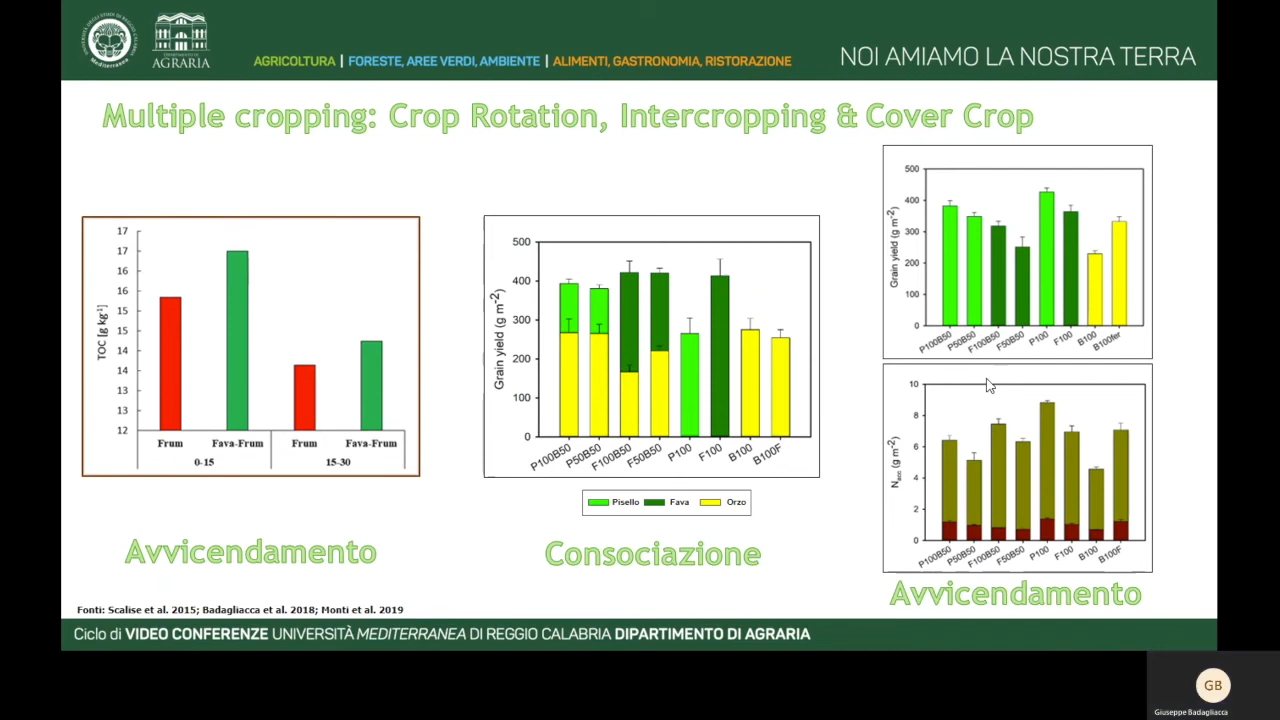 AGRARIA
AGRICOLTURA | FORESTE, AREE VERDI, AMBIENTE | ALIMENTI, GASTRONOMIA, RISTORAZIONE
NOI AMIAMO LA NOSTRA TERRA
Multiple cropping: Crop Rotation, Intercropping & Cover Crop
TOC [g kg-1]
17
16
16
15
15
14
14
13
13
12
Frum Fava-Frum Frum Fava-Frum
0-15 15-30
Avvicendamento
Grain yield (g m-2)
500
400
300
200
100
0
P100B50 P50B50 F100B50 F50B50 P100 F100 B100 B100F
Pisello Fava Orzo
Consociazione
Grain yield (g m-2)
500
400
300
200
100
0
P100B50 P50B50 F100B50 F50B50 P100 F100 B100 B100fer
Nacc (g m-2)
10
8
6
4
2
0
P100B50 P50B50 F100B50 F50B50 P100 F100 B100 B100F
Avvicendamento
Fonti: Scalise et al. 2015; Badagliacca et al. 2018; Monti et al. 2019
Ciclo di VIDEO CONFERENZE UNIVERSITÀ MEDITERRANEA DI REGGIO CALABRIA DIPARTIMENTO DI AGRARIA
GB
Giuseppe Badagliacca